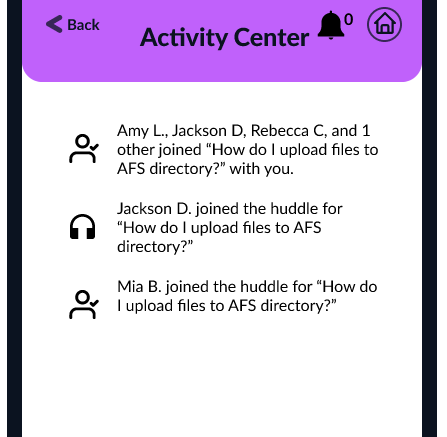 Back
Activity Center
0
Amy L., Jackson D, Rebecca C, and 1
other joined “How do I upload files to
AFS directory?” with you.
Jackson D. joined the huddle for
“How do I upload files to AFS
directory?”
Mia B. joined the huddle for “How do
I upload files to AFS directory?”